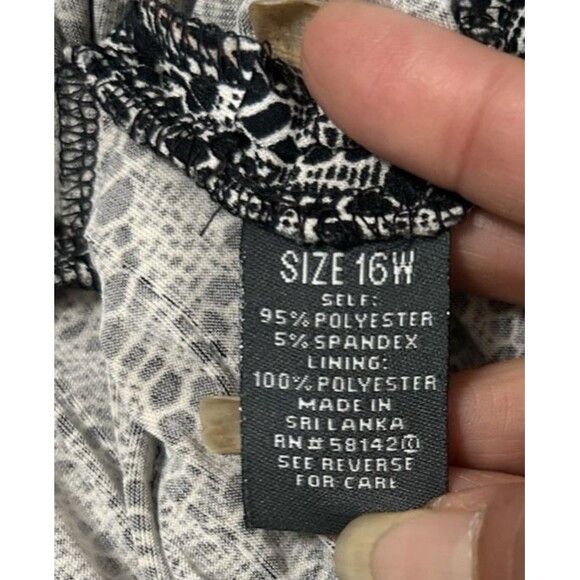 SIZE 16W
SELF:
95% POLYESTER
5% SPANDEX
LINING:
100% POLYESTER
MADE IN
SRI LANKA
RN# 58142
SEE REVERSE
FOR CARE